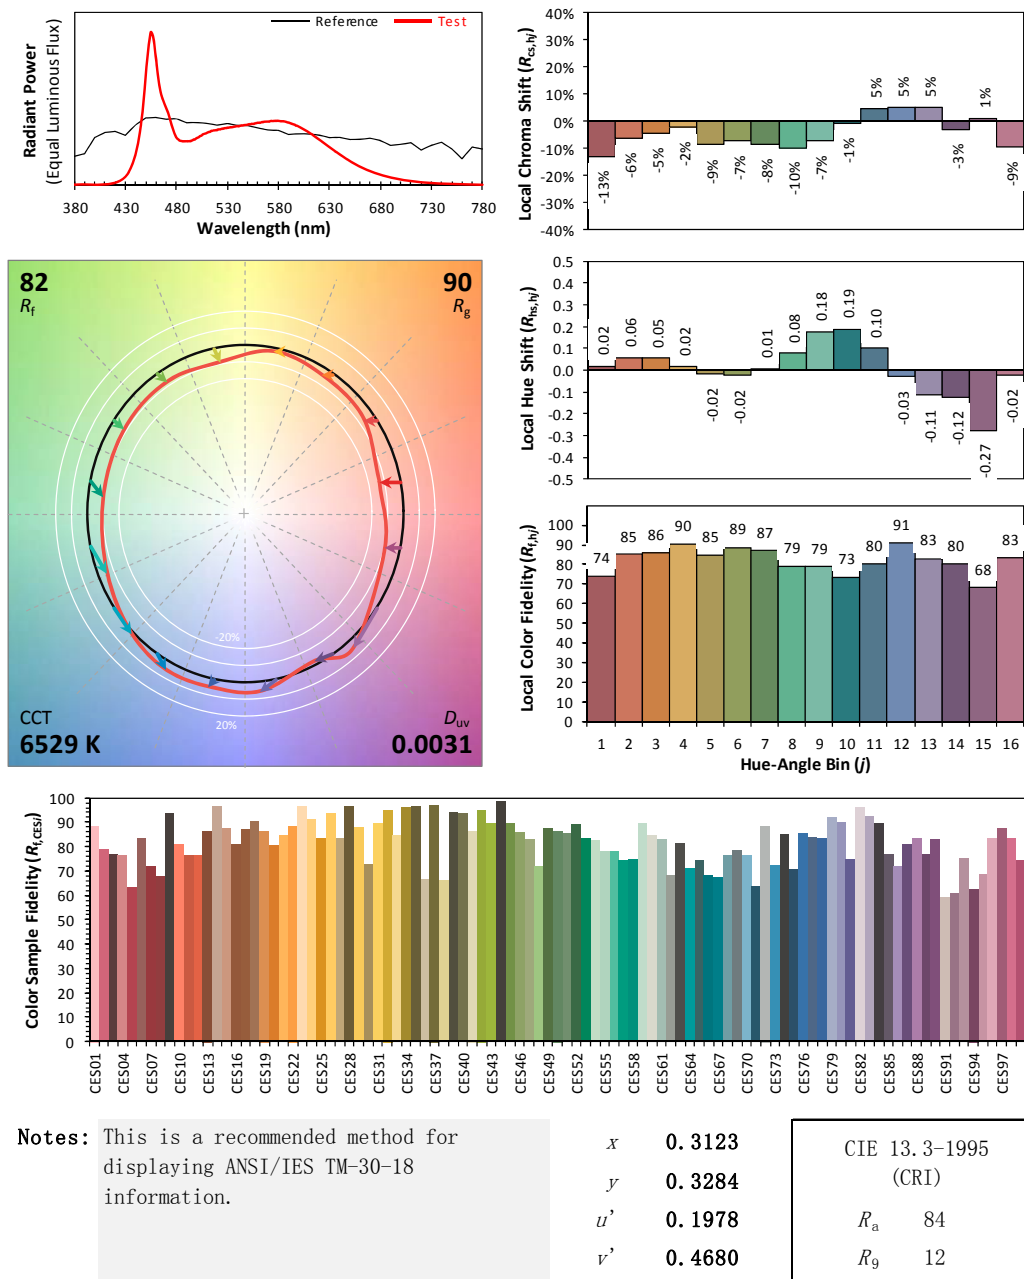 Reference Test
Radiant Power
(Equal Luminous Flux)
380 430 480 530 580 630 680 730 780
Wavelength (nm)
Local Chroma Shift (Rcs,hj)
40%
30%
20%
10%
0%
-10%
-20%
-30%
-40%
-13% -6% -5% -2% -9% -7% -8% -10% -7% -1% 5% 5% 5% -3% 1% -9%
82
Rf
90
Rg
-20%
20%
CCT
6529 K
Duv
0.0031
Local Hue Shift (Rhs,hj)
0.5
0.4
0.3
0.2
0.1
0.0
-0.1
-0.2
-0.3
-0.4
-0.5
0.02 0.06 0.05 0.02 -0.02 -0.02 0.01 0.08 0.18 0.19 0.10 -0.03 -0.11 -0.12 -0.27 -0.02
Local Color Fidelity (Rf,hj)
100
90
80
70
60
50
40
30
20
10
0
74 85 86 90 85 89 87 79 79 73 80 91 83 80 68 83
1 2 3 4 5 6 7 8 9 10 11 12 13 14 15 16
Hue-Angle Bin (j)
Color Sample Fidelity (Rf,CESi)
100
90
80
70
60
50
40
30
20
10
0
CES01 CES04 CES07 CES10 CES13 CES16 CES19 CES22 CES25 CES28 CES31 CES34 CES37 CES40 CES43 CES46 CES49 CES52 CES55 CES58 CES61 CES64 CES67 CES70 CES73 CES76 CES79 CES82 CES85 CES88 CES91 CES94 CES97
Notes: This is a recommended method for
displaying ANSI/IES TM-30-18
information.
x 0.3123
y 0.3284
u' 0.1978
v' 0.4680
CIE 13.3-1995
(CRI)
Ra 84
R9 12